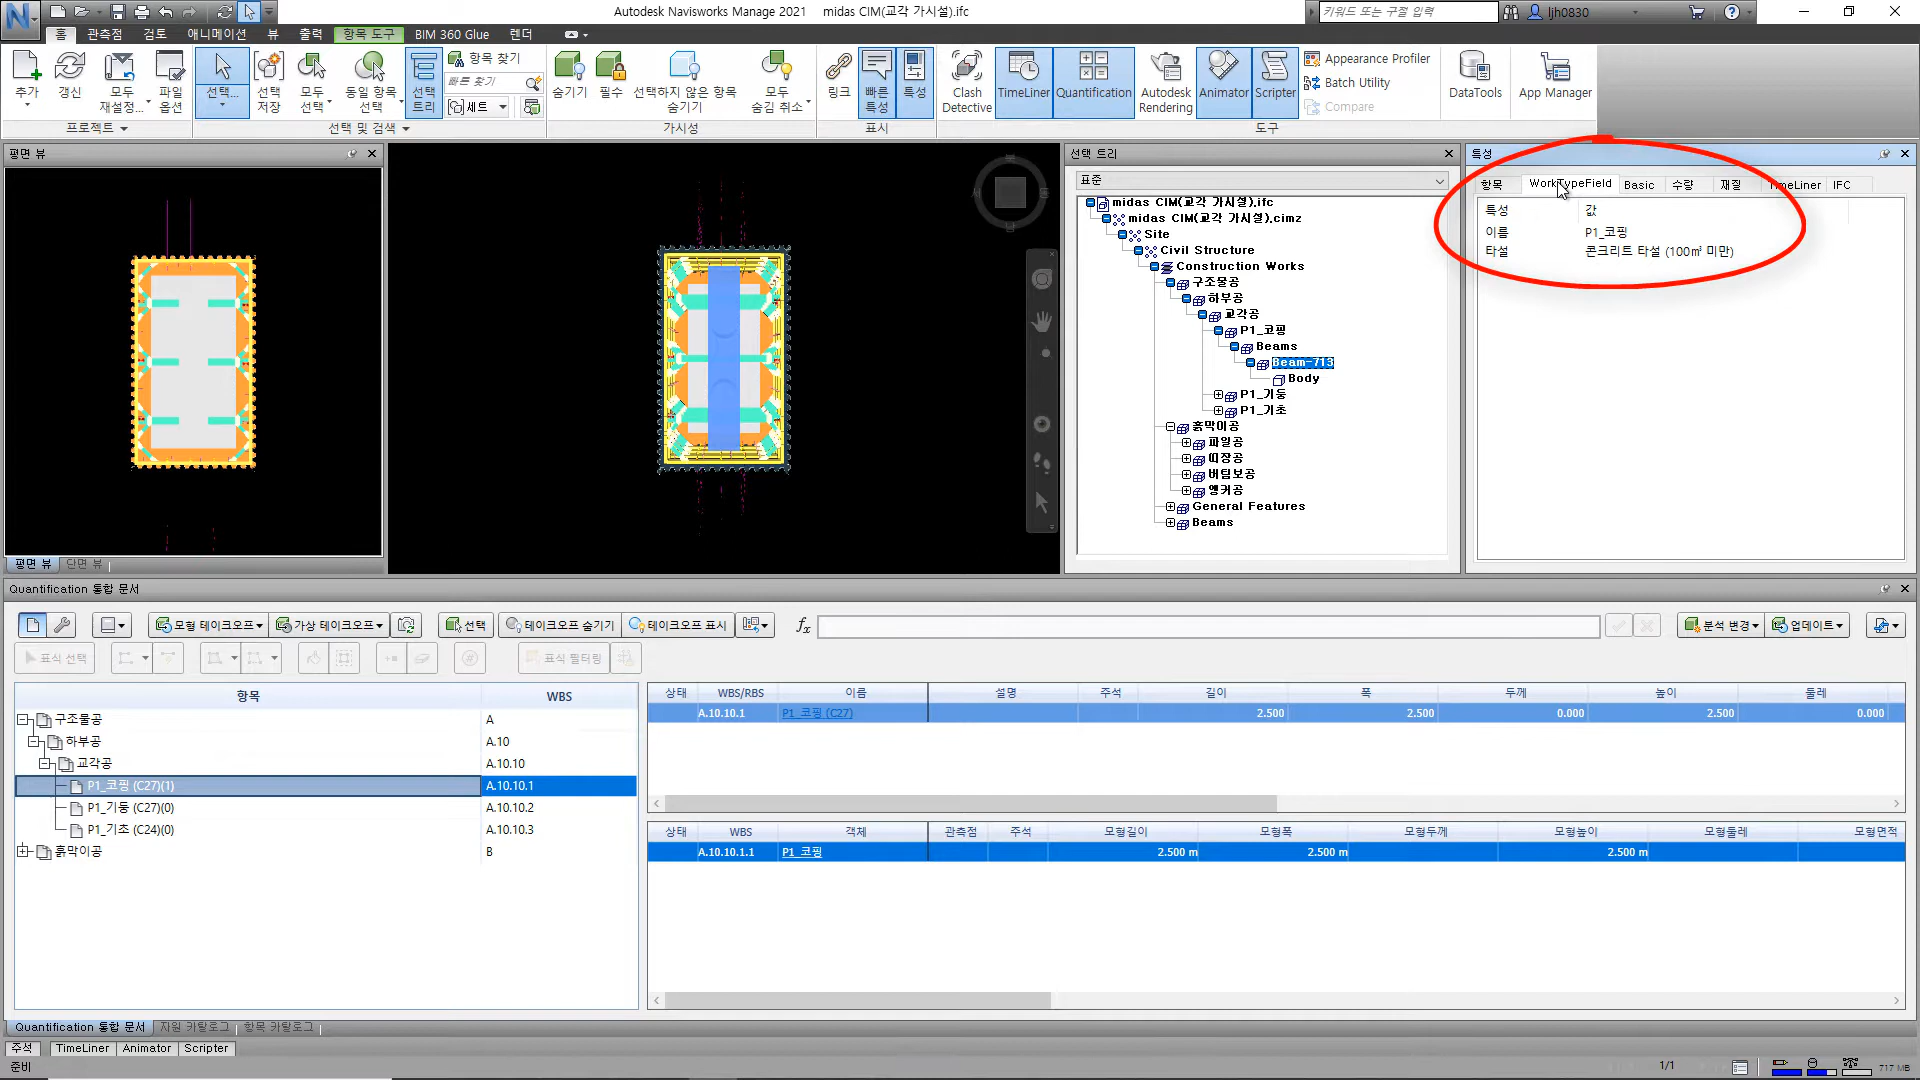 Autodesk Navisworks Manage 2021 midas CIM(교각 가시설).ifc
키워드 또는 구절 입력
ljh0830
홈 관측점 검토 애니메이션 뷰 출력 항목 도구 BIM 360 Glue 렌더
추가
갱신
모두 재설정...
파일 옵션
선택...
선택 저장
모두 선택
동일 항목 선택
선택 트리
항목 찾기
빠른 찾기
세트
숨기기
필수
선택하지 않은 항목 숨기기
모두 숨김 취소
링크
빠른 특성
특성
Clash Detective
TimeLiner
Quantification
Autodesk Rendering
Animator
Scripter
Appearance Profiler
Batch Utility
Compare
DataTools
App Manager
프로젝트 선택 및 검색 가시성 표시 도구
평면 뷰
선택 트리
특성
표준
midas CIM(교각 가시설).ifc
midas CIM(교각 가시설).cimz
Site
Civil Structure
Construction Works
구조물공
하부공
교각공
P1_코핑
Beams
Beam-713
Body
P1_기둥
P1_기초
흙막이공
파일공
띠장공
버팀보공
앵커공
General Features
Beams
항목 WorkTypeField Basic 수량 재질 TimeLiner IFC
특성 값
이름 P1_코핑
타설 콘크리트 타설 (100㎥ 미만)
평면 뷰 단면 뷰
Quantification 통합 문서
모형 테이크오프 가상 테이크오프 선택 테이크오프 숨기기 테이크오프 표시 fx 분석 변경 업데이트
표식 선택 표식 필터링
항목 WBS
구조물공 A
하부공 A.10
교각공 A.10.10
P1_코핑 (C27)(1) A.10.10.1
P1_기둥 (C27)(0) A.10.10.2
P1_기초 (C24)(0) A.10.10.3
흙막이공 B
상태 WBS/RBS 이름 설명 주석 길이 폭 두께 높이 둘레
A.10.10.1 P1_코핑 (C27) 2.500 2.500 0.000 2.500 0.000
상태 WBS 객체 관측점 주석 모형길이 모형폭 모형두께 모형높이 모형둘레 모형면적
A.10.10.1.1 P1_코핑 2.500 m 2.500 m 2.500 m
Quantification 통합 문서 자원 카탈로그 항목 카탈로그
주석 TimeLiner Animator Scripter
준비
1/1
717 MB